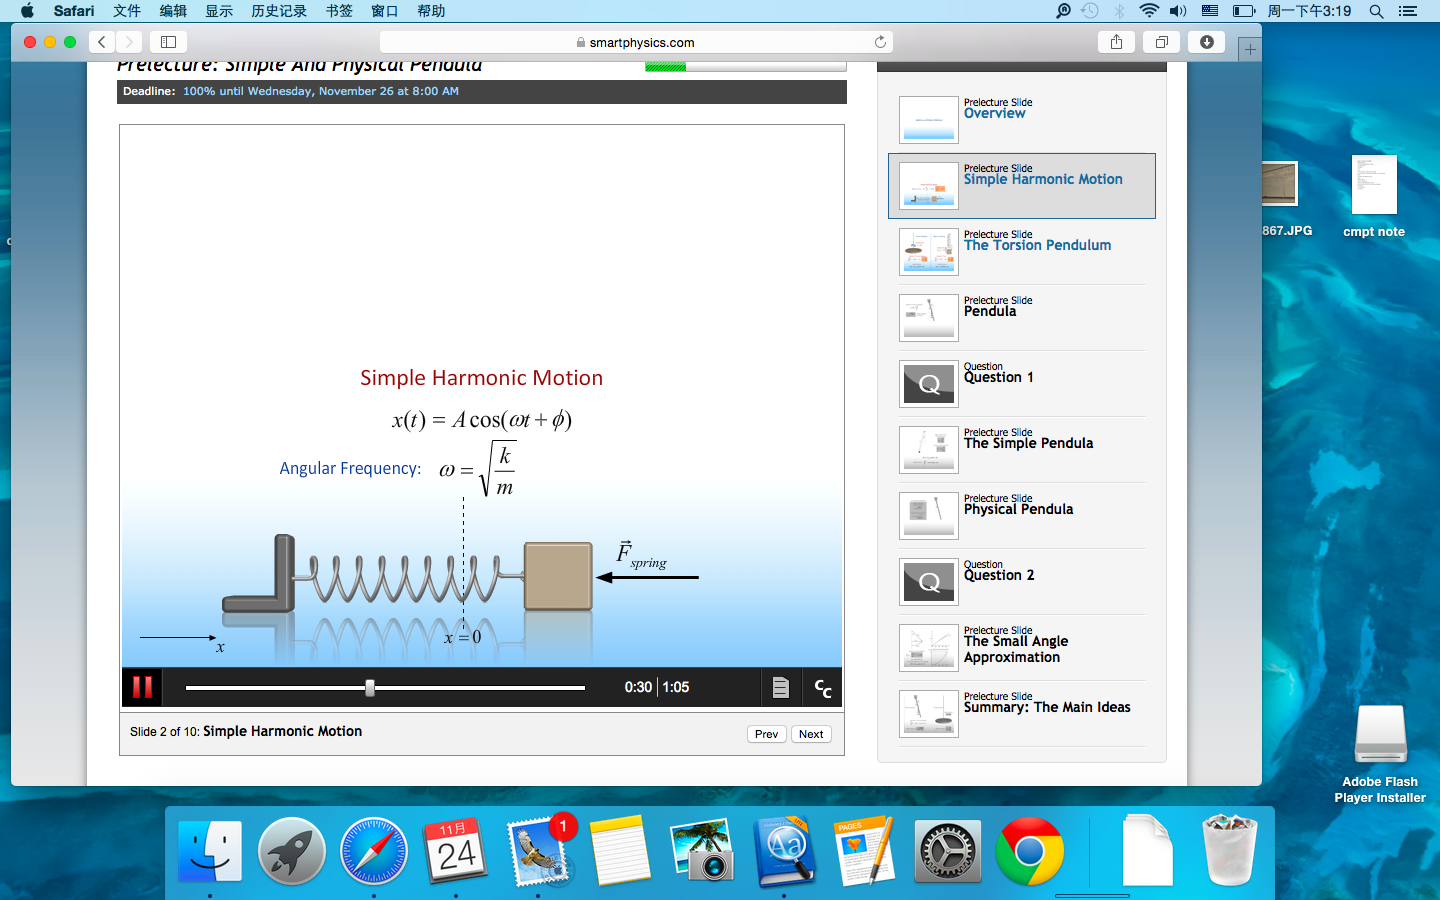 Safari 文件 编辑 显示 历史记录 书签 窗口 帮助 周一下午3:19
smartphysics.com
Prelecture: Simple And Physical Pendula
Deadline: 100% until Wednesday, November 26 at 8:00 AM
Simple Harmonic Motion
x(t) = A cos(ωt + ϕ)
Angular Frequency: ω = √(k/m)
F⃗ spring
x = 0
x
0:30 1:05
CC
Slide 2 of 10: Simple Harmonic Motion
Prev Next
Prelecture Slide
Overview
Prelecture Slide
Simple Harmonic Motion
Prelecture Slide
The Torsion Pendulum
Prelecture Slide
Pendula
Q
Question
Question 1
Prelecture Slide
The Simple Pendula
Prelecture Slide
Physical Pendula
Q
Question
Question 2
Prelecture Slide
The Small Angle
Approximation
Prelecture Slide
Summary: The Main Ideas
867.JPG
cmpt note
Adobe Flash
Player Installer
11月
24
1
Aa
PAGES